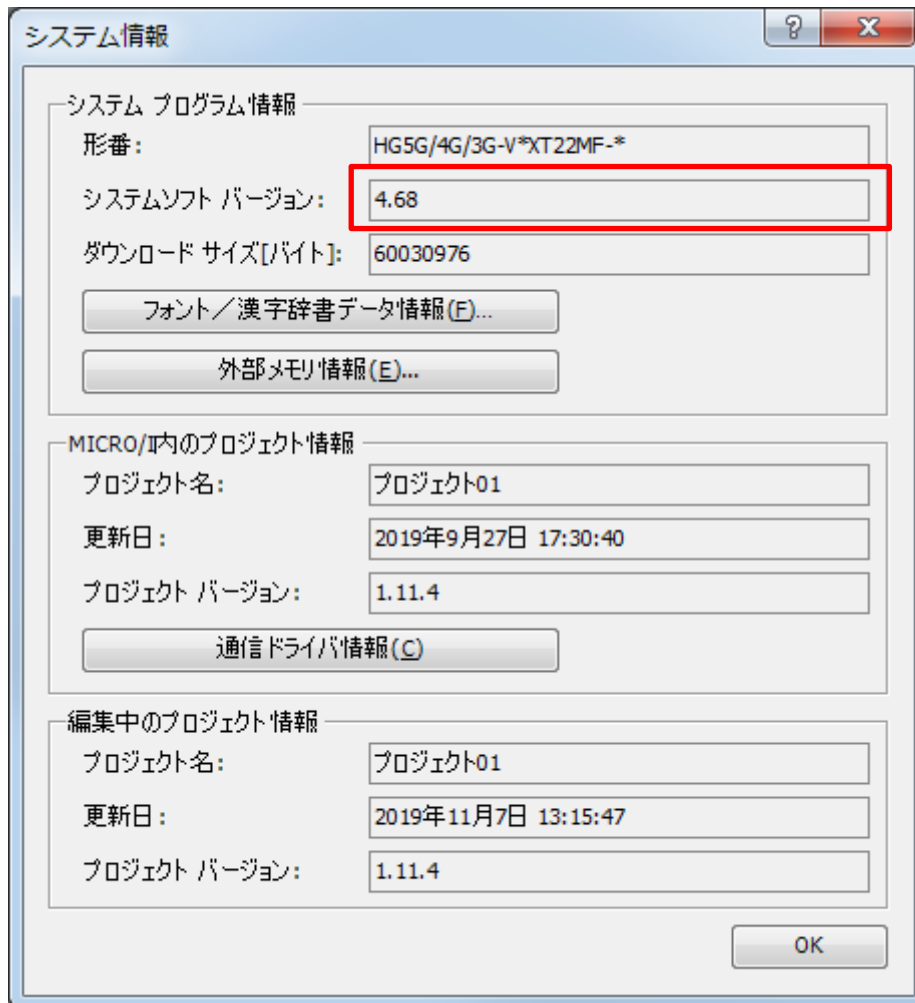 システム情報
システム プログラム情報
形番: HG5G/4G/3G-V*XT22MF-*
システムソフト バージョン: 4.68
ダウンロード サイズ[バイト]: 60030976
フォント／漢字辞書データ情報(F)...
外部メモリ情報(E)...
MICRO/I内のプロジェクト情報
プロジェクト名: プロジェクト01
更新日: 2019年9月27日 17:30:40
プロジェクト バージョン: 1.11.4
通信ドライバ情報(C)
編集中のプロジェクト情報
プロジェクト名: プロジェクト01
更新日: 2019年11月7日 13:15:47
プロジェクト バージョン: 1.11.4
OK